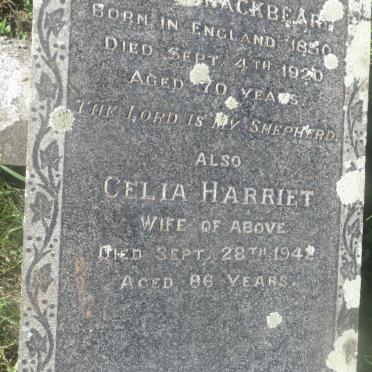 BORN IN ENGLAND 1850
DIED SEPT. 4TH 1920
AGED 70 YEARS.
THE LORD IS MY SHEPHERD
ALSO
CELIA HARRIET
WIFE OF ABOVE
DIED SEPT. 28TH 1942
AGED 86 YEARS.